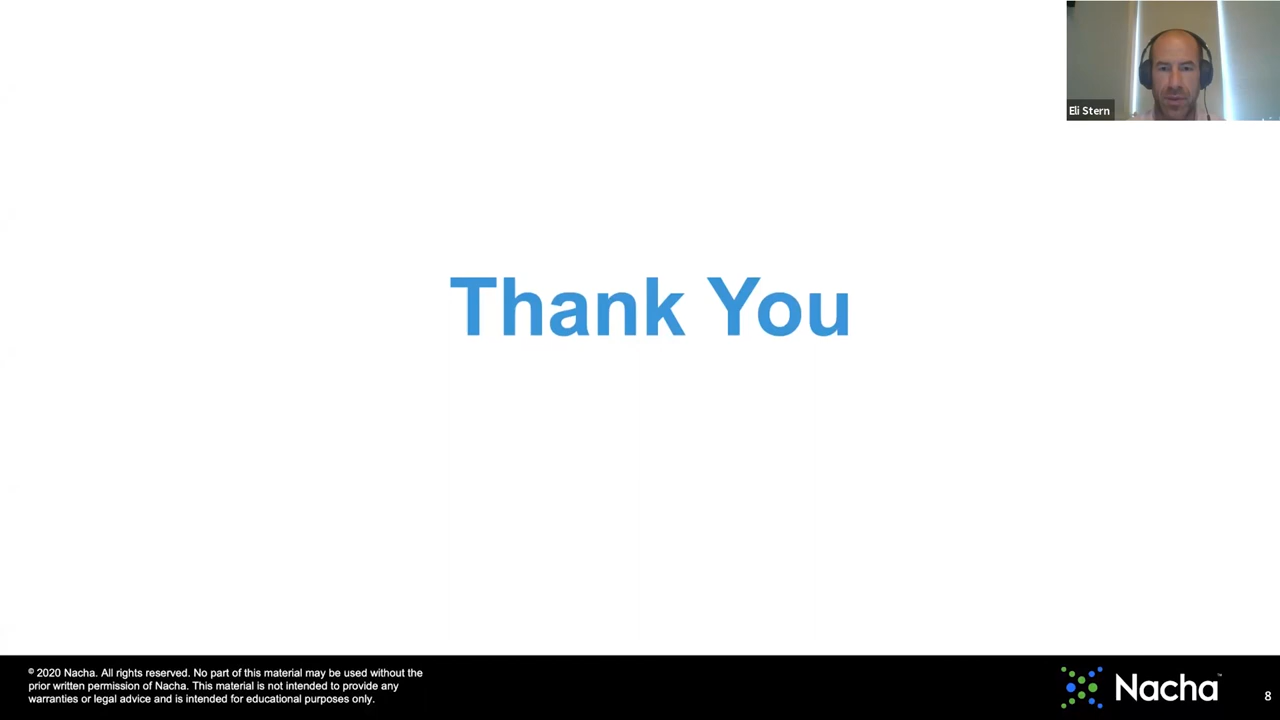 Eli Stern
Thank You
© 2020 Nacha. All rights reserved. No part of this material may be used without the
prior written permission of Nacha. This material is not intended to provide any
warranties or legal advice and is intended for educational purposes only.
Nacha™
8